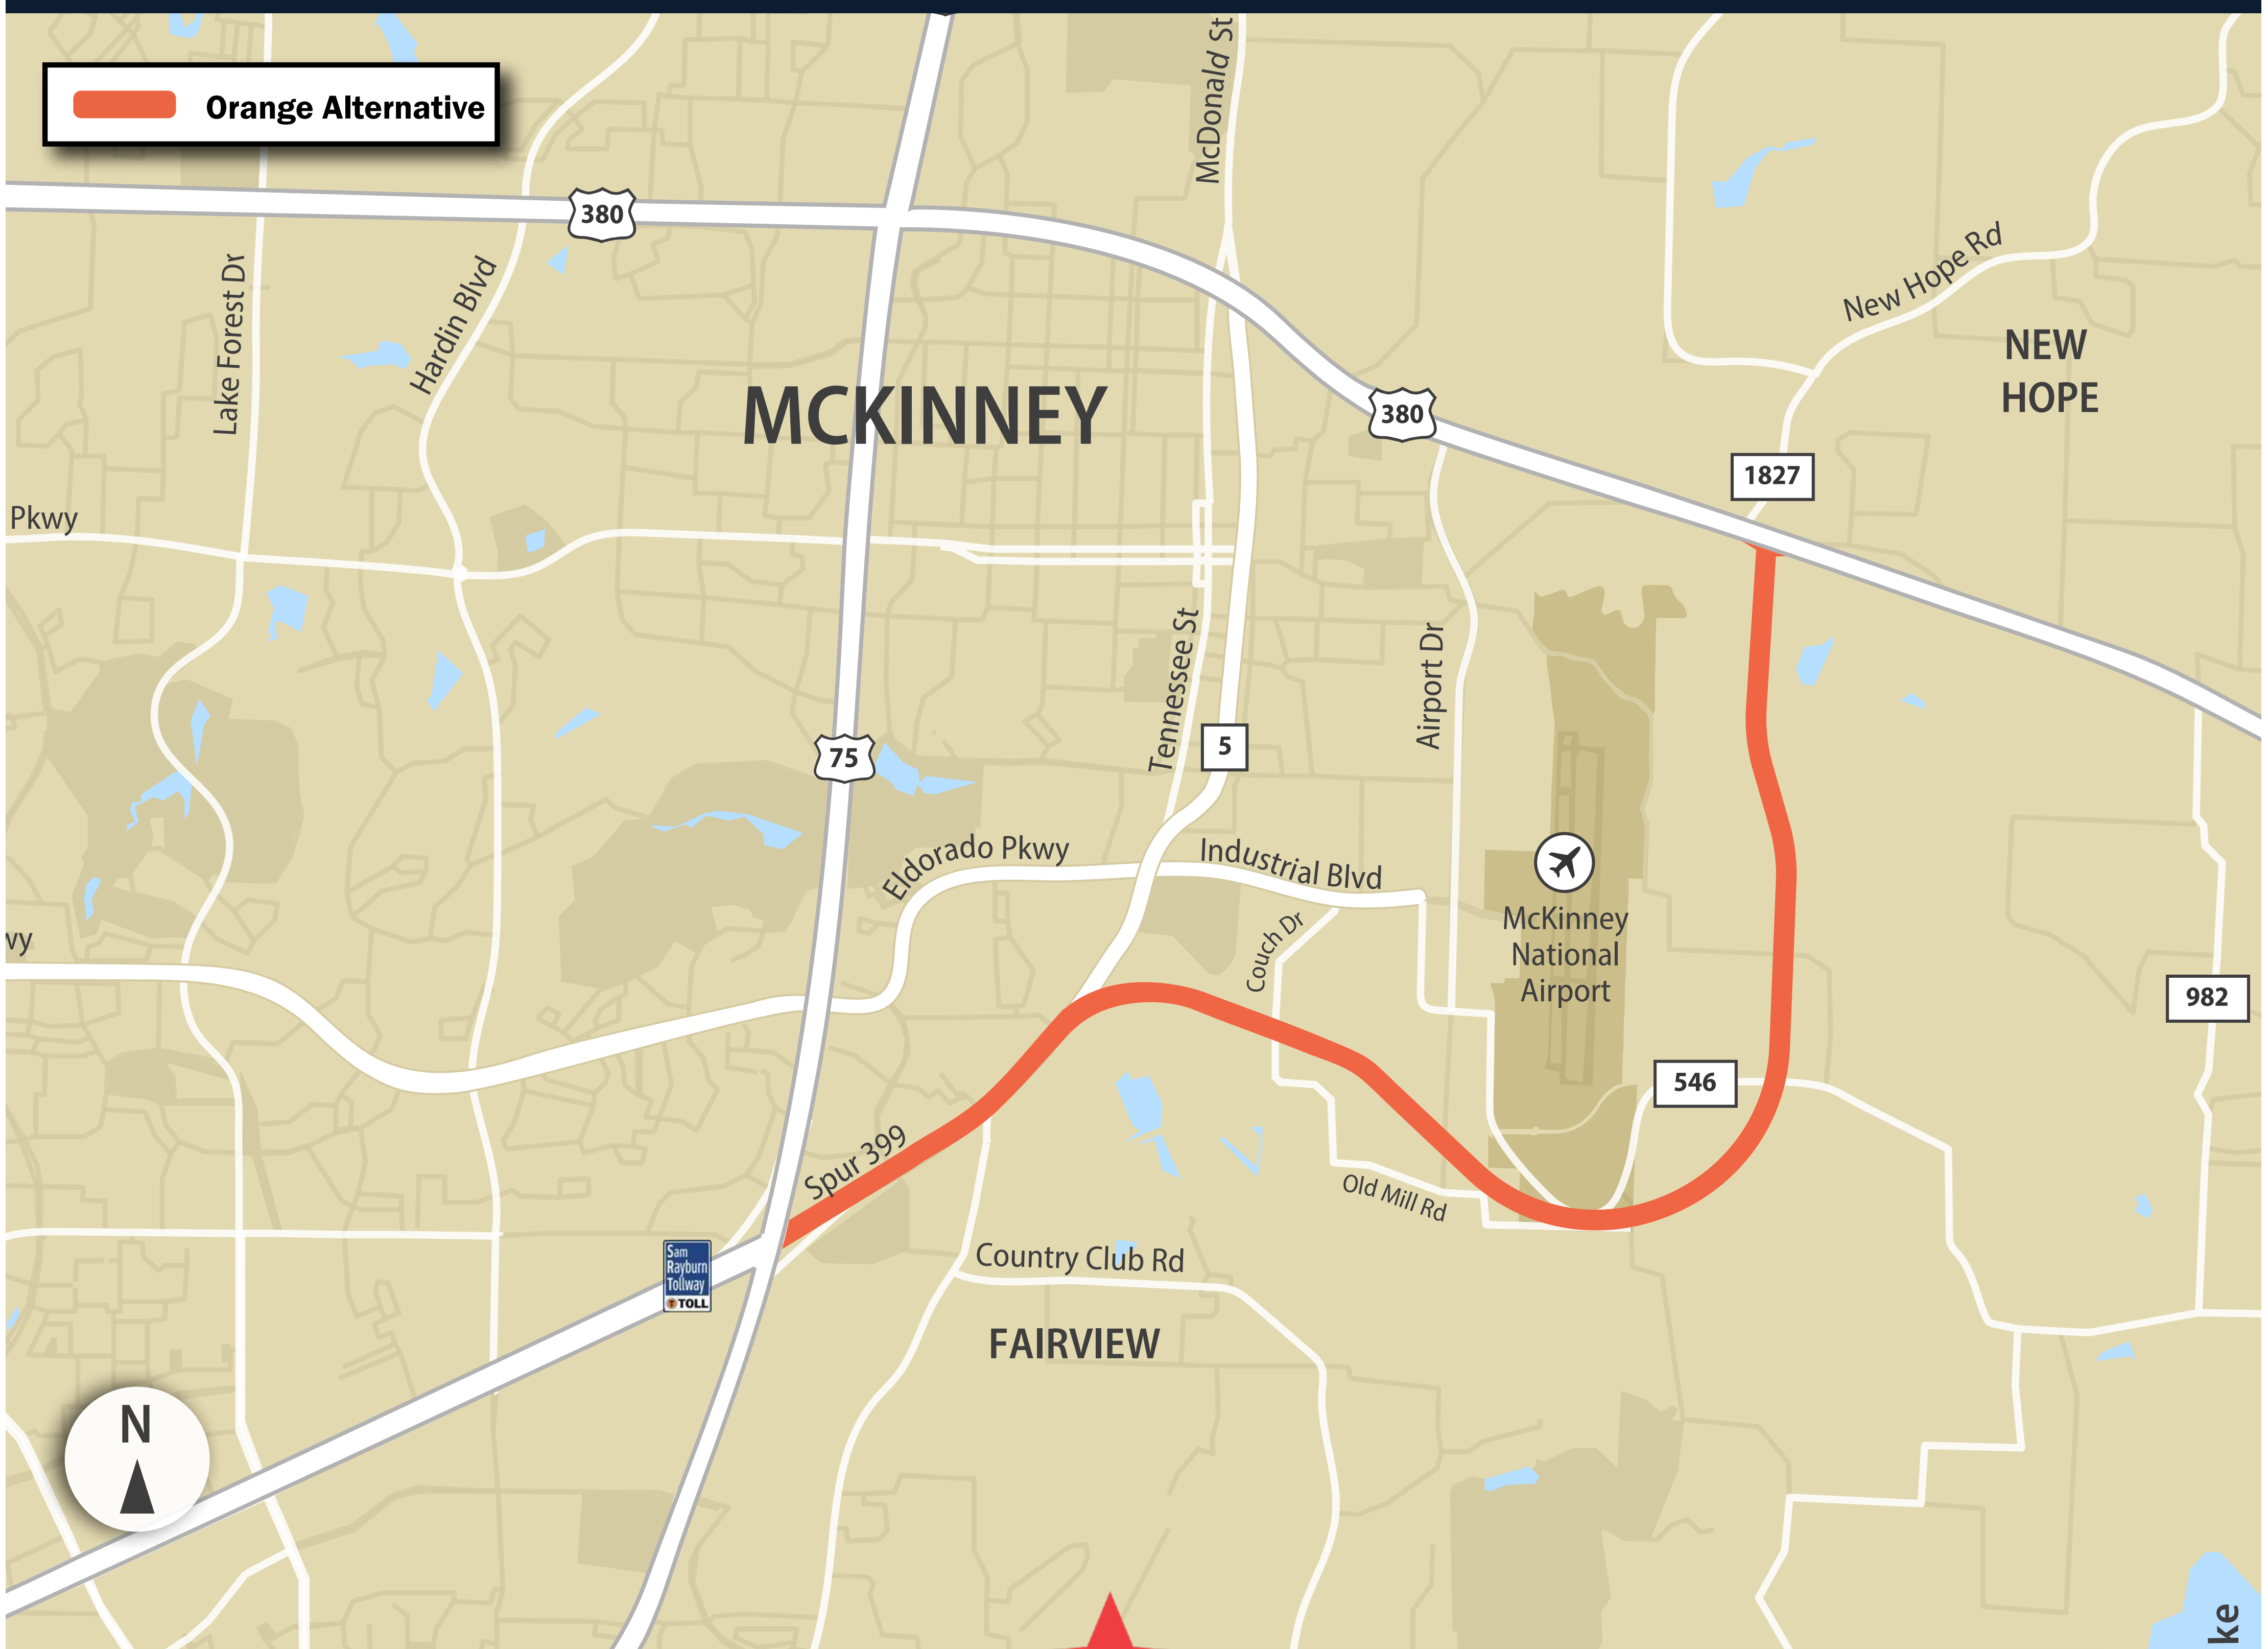 Orange Alternative
McDonald St
380
Lake Forest Dr
Hardin Blvd
New Hope Rd
NEW
HOPE
MCKINNEY
380
1827
Pkwy
Tennessee St
Airport Dr
5
75
Eldorado Pkwy
Industrial Blvd
Couch Dr
McKinney
National
Airport
wy
982
546
Spur 399
Old Mill Rd
Sam
Rayburn
Tollway
TOLL
Country Club Rd
FAIRVIEW
N
ke